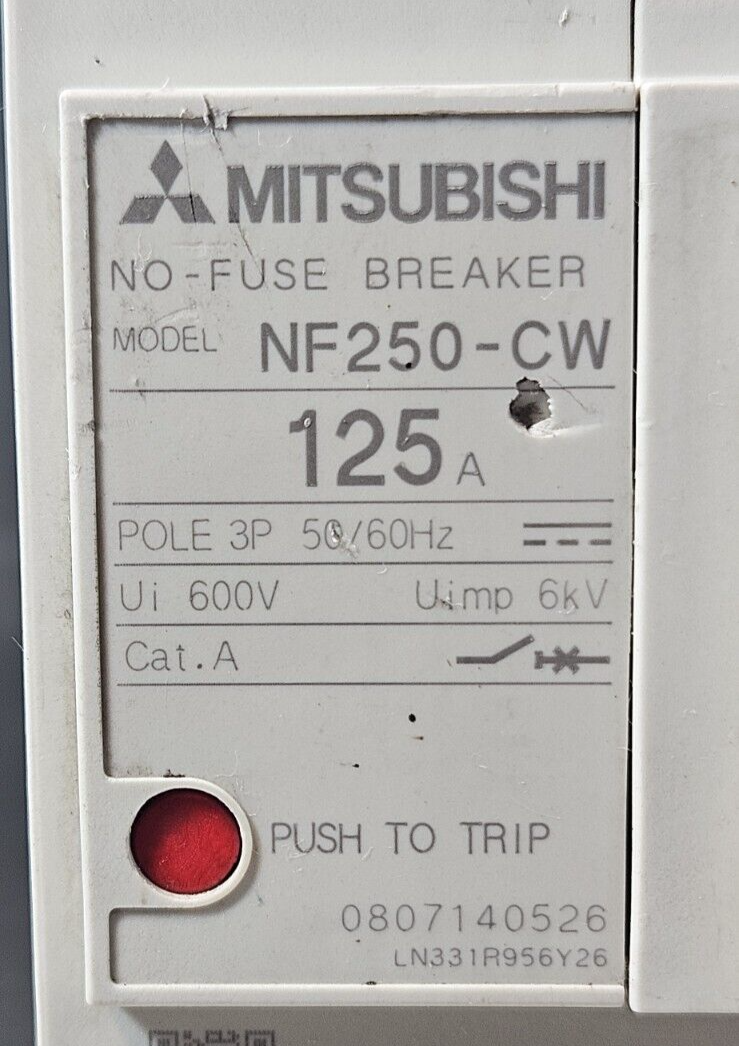 MITSUBISHI
NO-FUSE BREAKER
MODEL NF250-CW
125 A
POLE 3P 50/60Hz
Ui 600V Uimp 6kV
Cat.A
PUSH TO TRIP
0807140526
LN331R956Y26